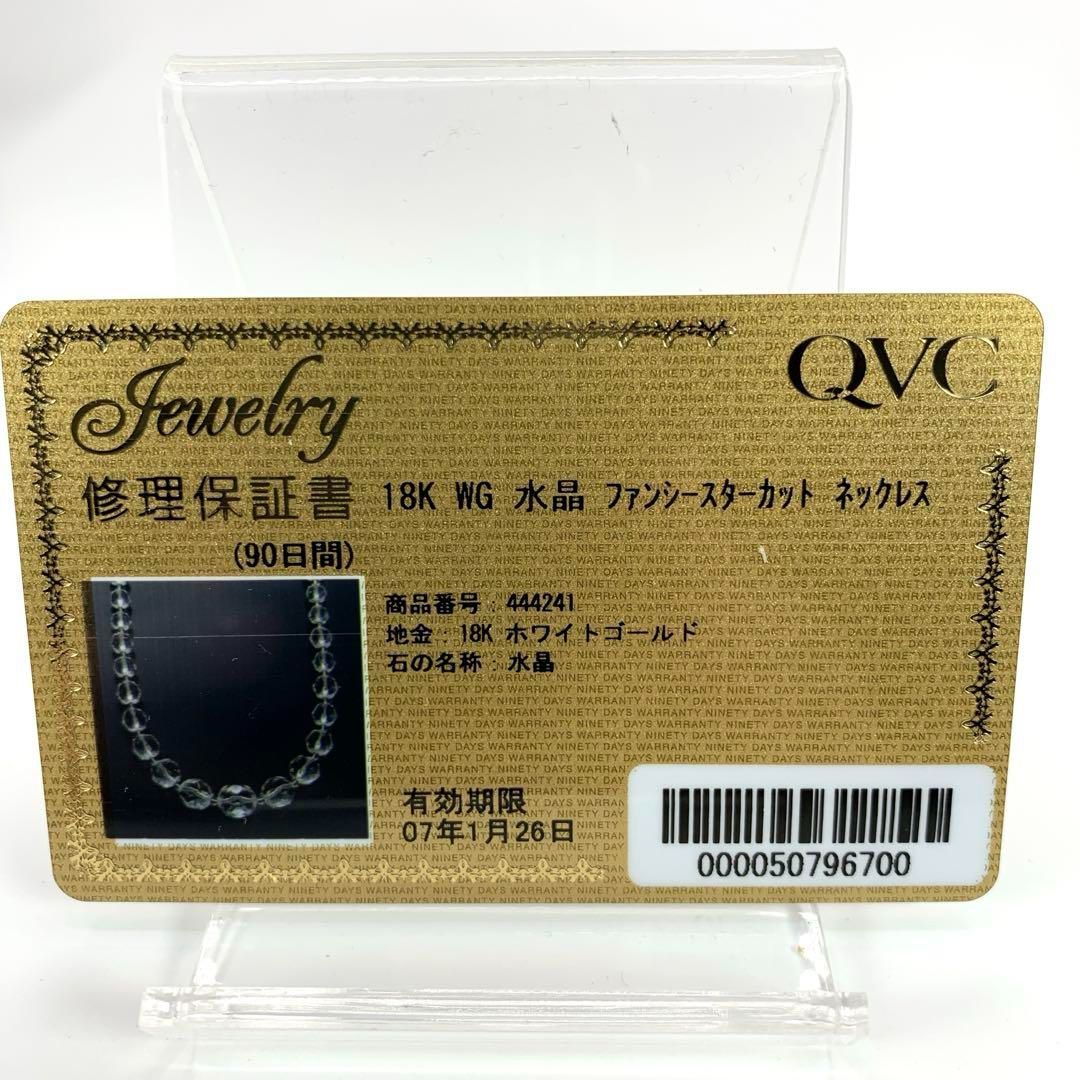 Jewelry
QVC
修理保証書 18K WG 水晶 ファンシースターカット ネックレス
(90日間)
商品番号：444241
地金：18K ホワイトゴールド
石の名称：水晶
有効期限
07年1月26日
000050796700
NINETY DAYS WARRANTY